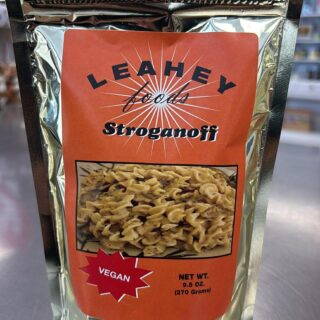 LEAHEY
foods
Stroganoff
VEGAN
NET WT.
9.5 OZ.
(270 Grams)